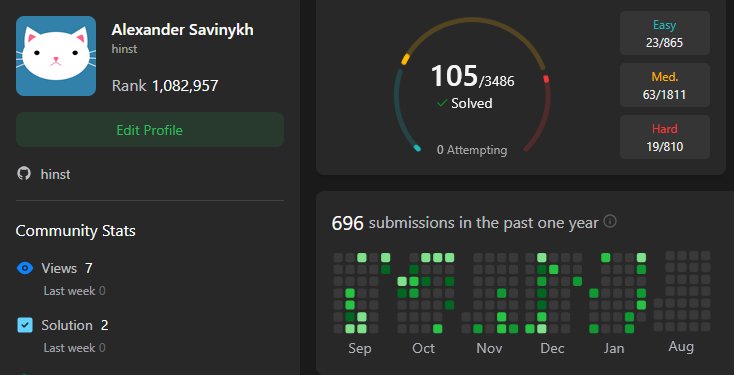 Alexander Savinykh
hinst
Rank 1,082,957
Edit Profile
hinst
Community Stats
Views 7
Last week 0
Solution 2
Last week 0
105/3486
Solved
0 Attempting
Easy
23/865
Med.
63/1811
Hard
19/810
696 submissions in the past one year
Sep Oct Nov Dec Jan Aug